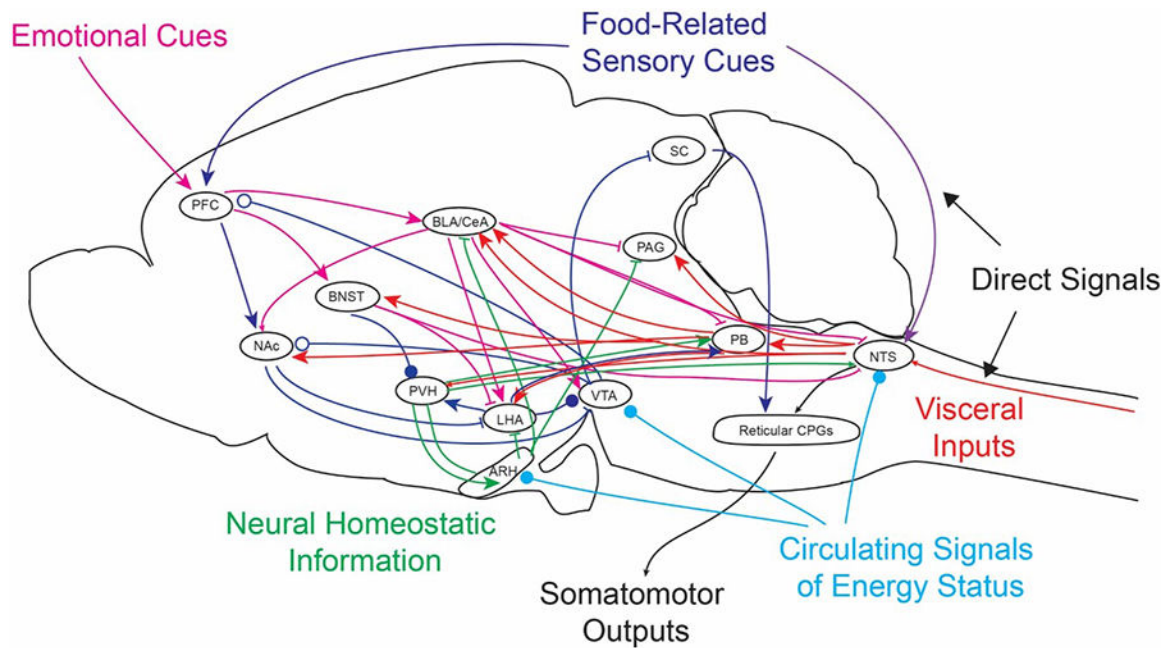 Emotional Cues
Food-Related
Sensory Cues
SC
PFC
BLA/CeA
PAG
Direct Signals
BNST
NAc
PB
NTS
PVH
VTA
LHA
Visceral
Inputs
Reticular CPGs
ARH
Neural Homeostatic
Information
Circulating Signals
of Energy Status
Somatomotor
Outputs